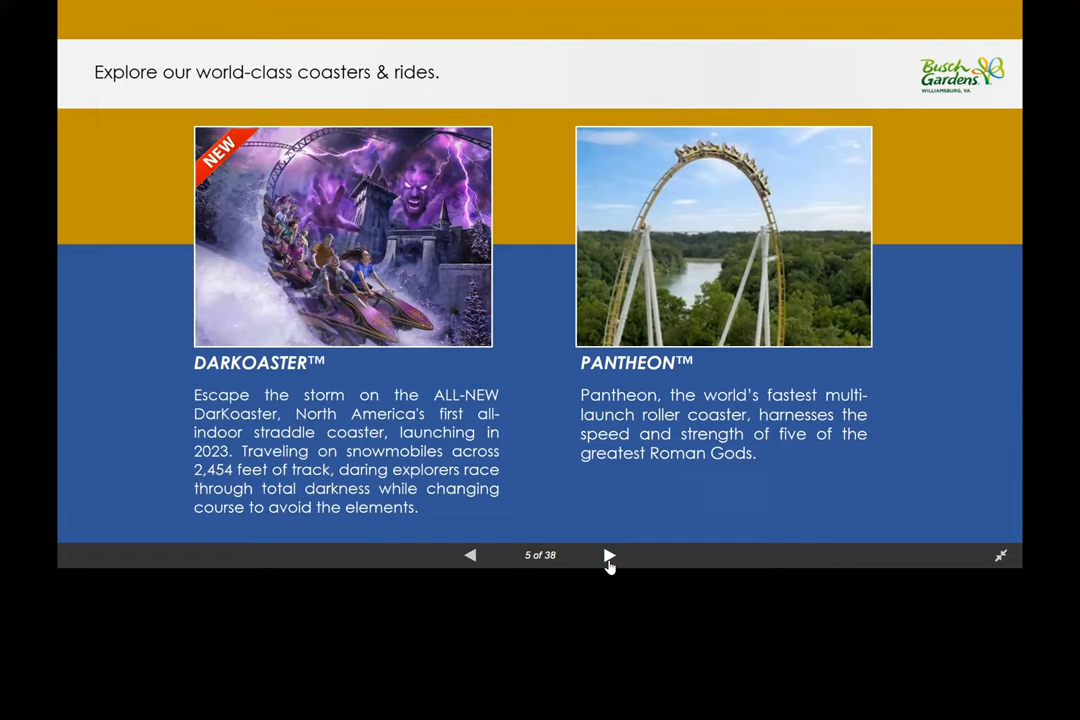 Explore our world-class coasters & rides.
Busch
Gardens
WILLIAMSBURG, VA
NEW
DARKOASTER™
Escape the storm on the ALL-NEW
DarKoaster, North America's first all-
indoor straddle coaster, launching in
2023. Traveling on snowmobiles across
2,454 feet of track, daring explorers race
through total darkness while changing
course to avoid the elements.
PANTHEON™
Pantheon, the world's fastest multi-
launch roller coaster, harnesses the
speed and strength of five of the
greatest Roman Gods.
5 of 38